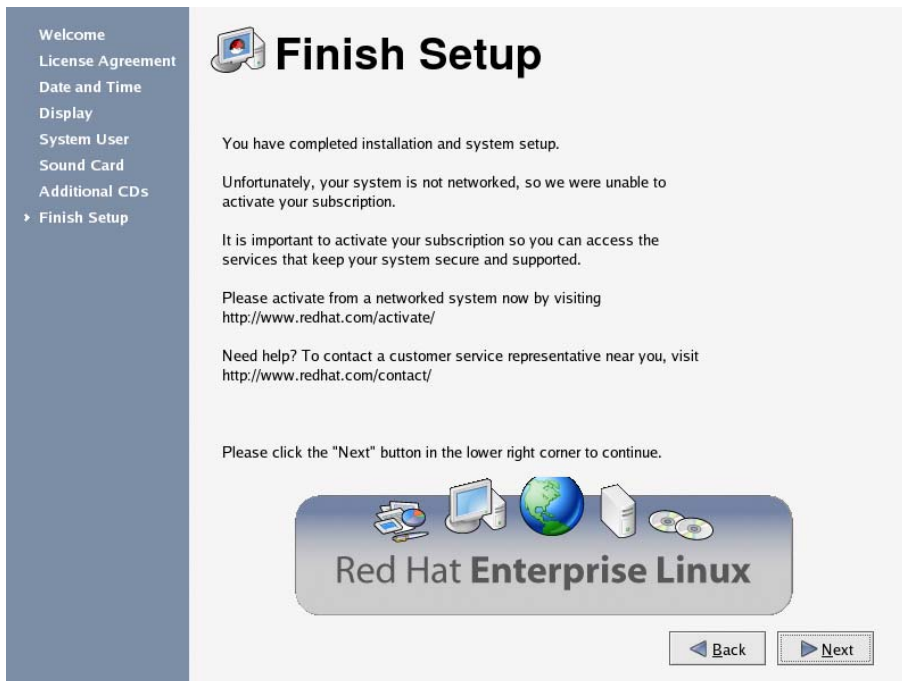 Welcome
License Agreement
Date and Time
Display
System User
Sound Card
Additional CDs
Finish Setup
Finish Setup
You have completed installation and system setup.
Unfortunately, your system is not networked, so we were unable to
activate your subscription.
It is important to activate your subscription so you can access the
services that keep your system secure and supported.
Please activate from a networked system now by visiting
http://www.redhat.com/activate/
Need help? To contact a customer service representative near you, visit
http://www.redhat.com/contact/
Please click the "Next" button in the lower right corner to continue.
Red Hat Enterprise Linux
Back
Next